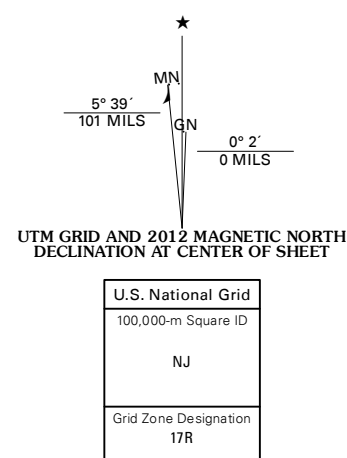 ★
MN
5° 39´
101 MILS
GN
0° 2´
0 MILS
UTM GRID AND 2012 MAGNETIC NORTH
DECLINATION AT CENTER OF SHEET
U.S. National Grid
100,000-m Square ID
NJ
Grid Zone Designation
17R